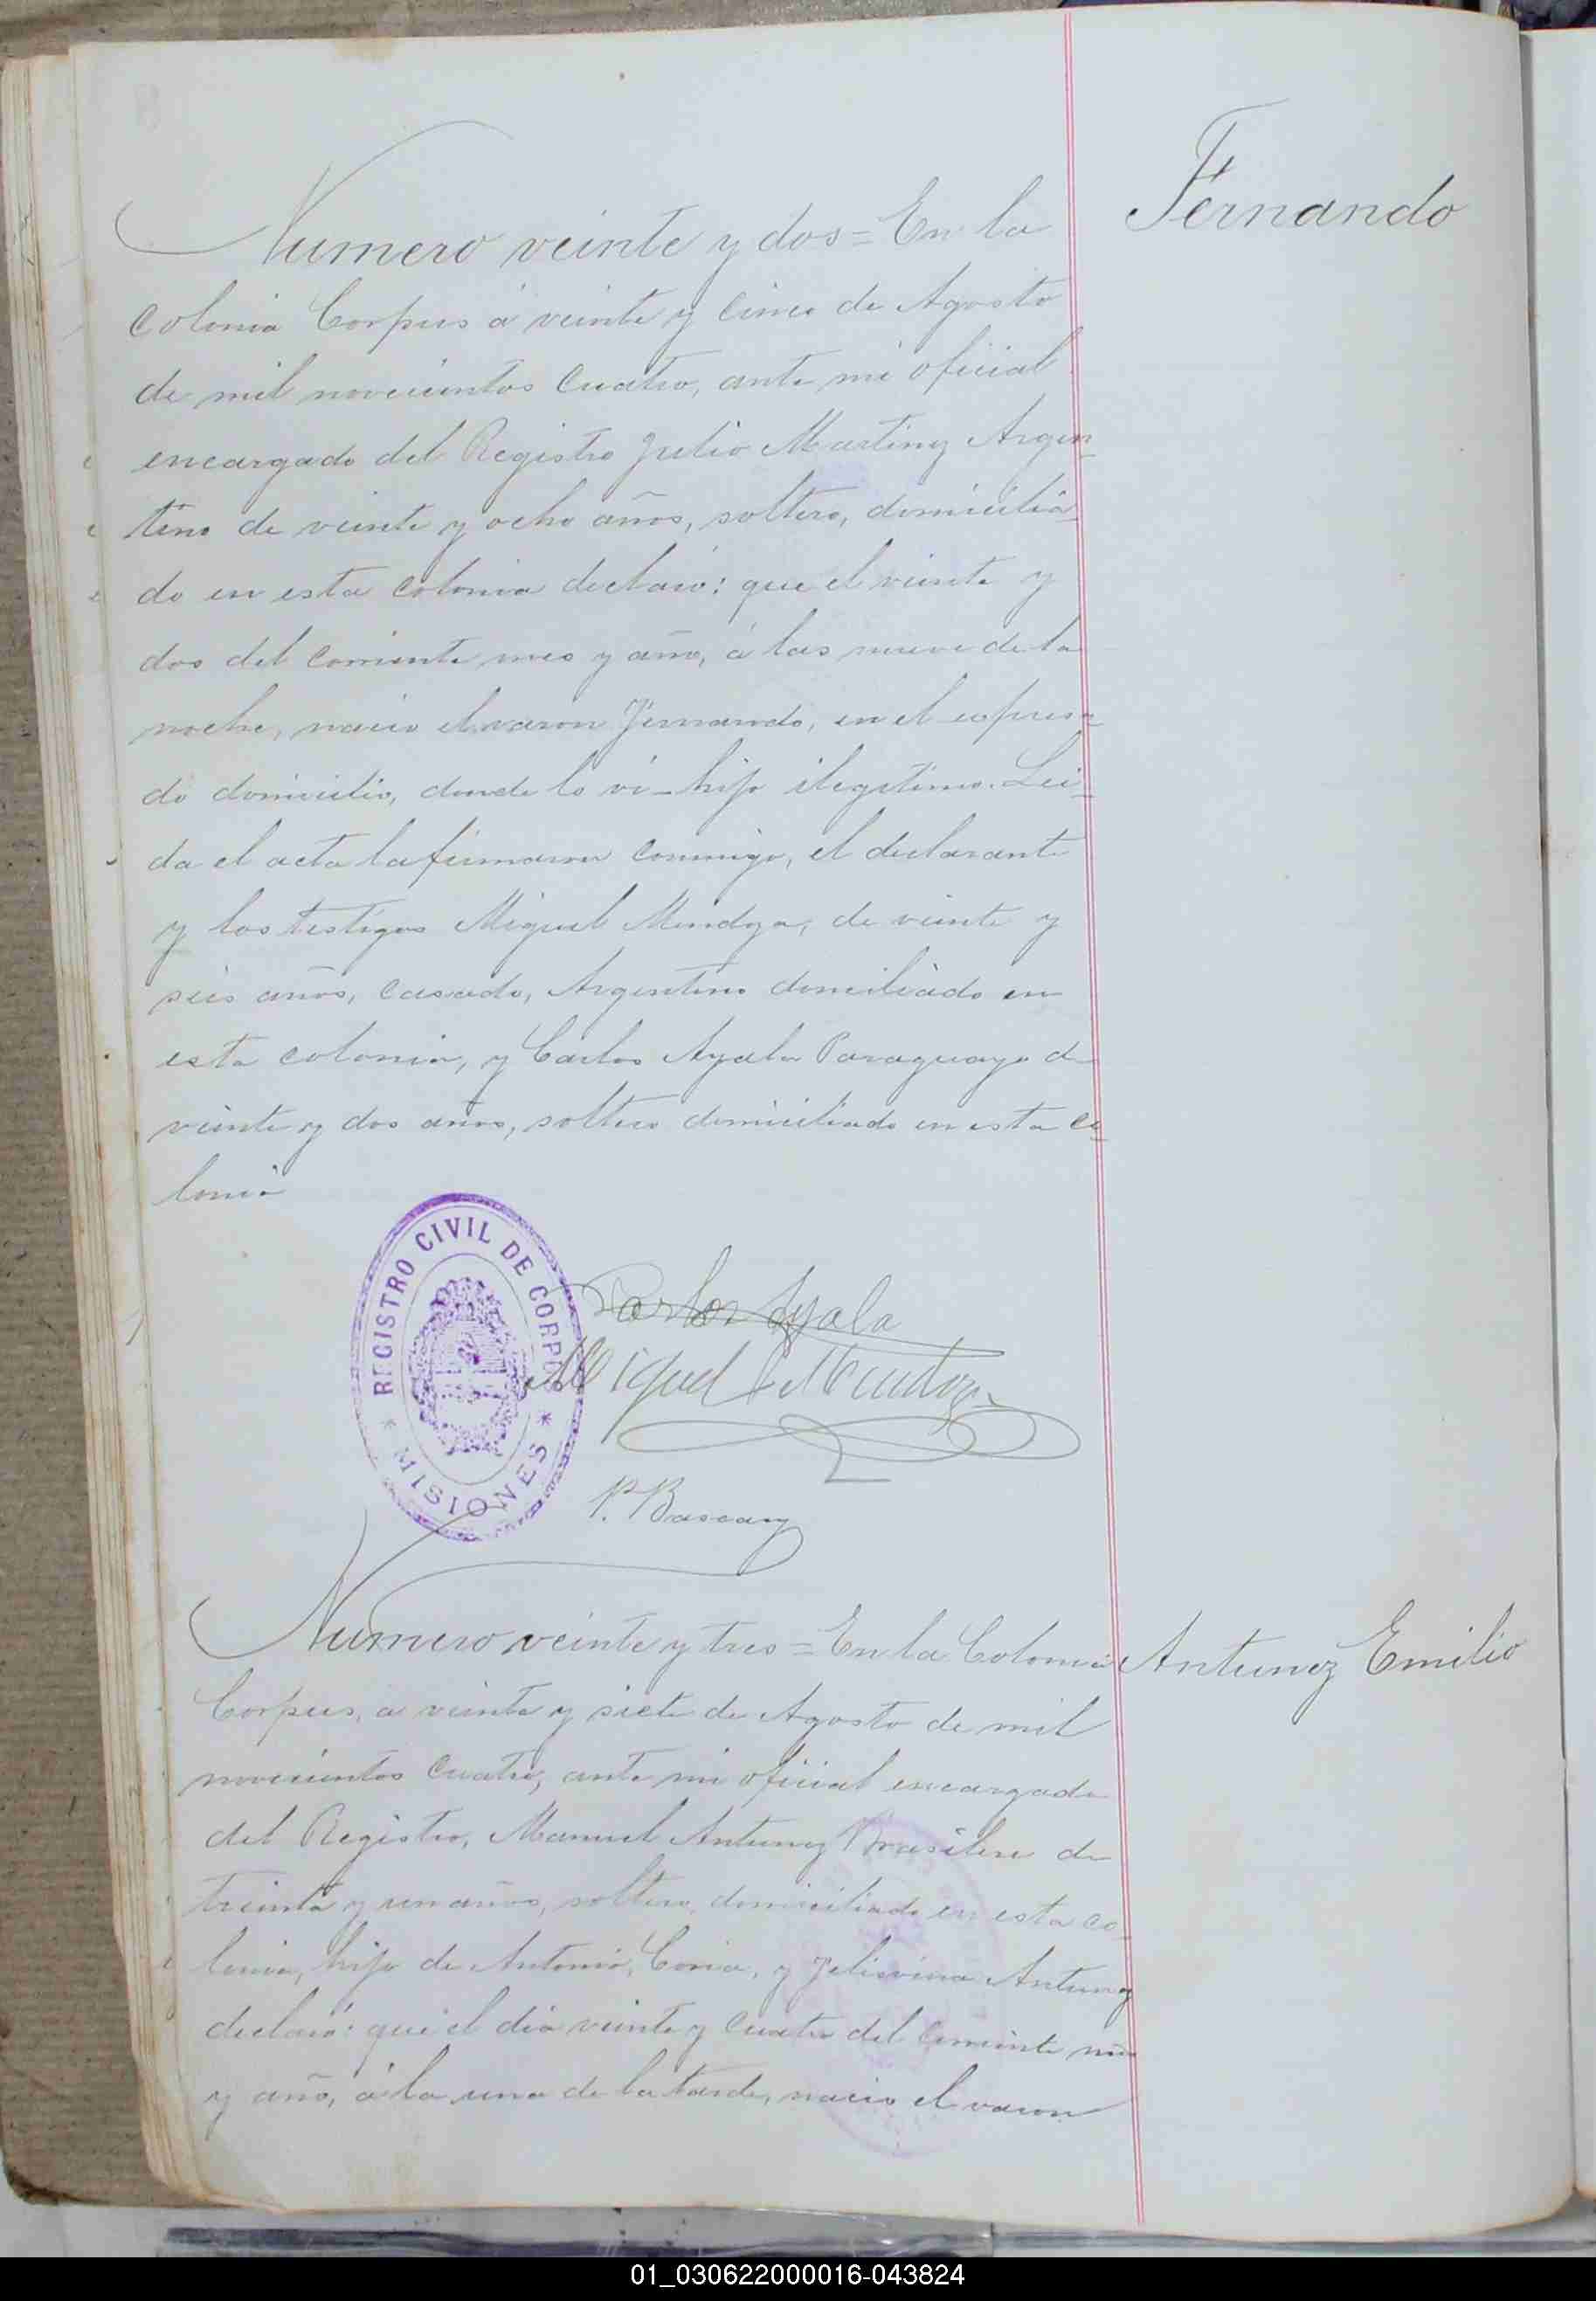 Fernando
Numero veinte y dos = En la
Colonia Corpus á veinte y cinco de Agosto
de mil novecientos cuatro, ante mi oficial
encargado del Registro Julio Martinez Argen-
tino de veinte y ocho años, soltero, domicilia-
do en esta colonia declaró: que el veinte y
dos del corriente mes y año, á las nueve de la
noche, nació el varon Fernando, en el espresa-
do domicilio, donde lo ví - hijo ilegitimo. Lei-
da el acta la firmaron conmigo, el declarante
y los testigos Miguel Mendoza, de veinte y
seis años, casado, Argentino domiciliado en
esta colonia, y Carlos Ayala Paraguayo de
veinte y dos años, soltero domiciliado en esta co-
lonia
REGISTRO CIVIL DE CORPUS
* MISIONES *
Carlos Ayala
Miguel Mendoza
P. Bascary
Numero veinte y tres = En la Colonia
Antunez Emilio
Corpus, a veinte y siete de Agosto de mil
novecientos cuatro, ante mi oficial encargado
del Registro, Manuel Antunez Brasilero de
treinta y un años, soltero, domiciliado en esta co-
lonia, hijo de Antonio, Coria, y Antunez
declaró: que el dia veinte y cuatro del corriente mes
y año, á la una de la tarde, nació el varon
01_030622000016-043824